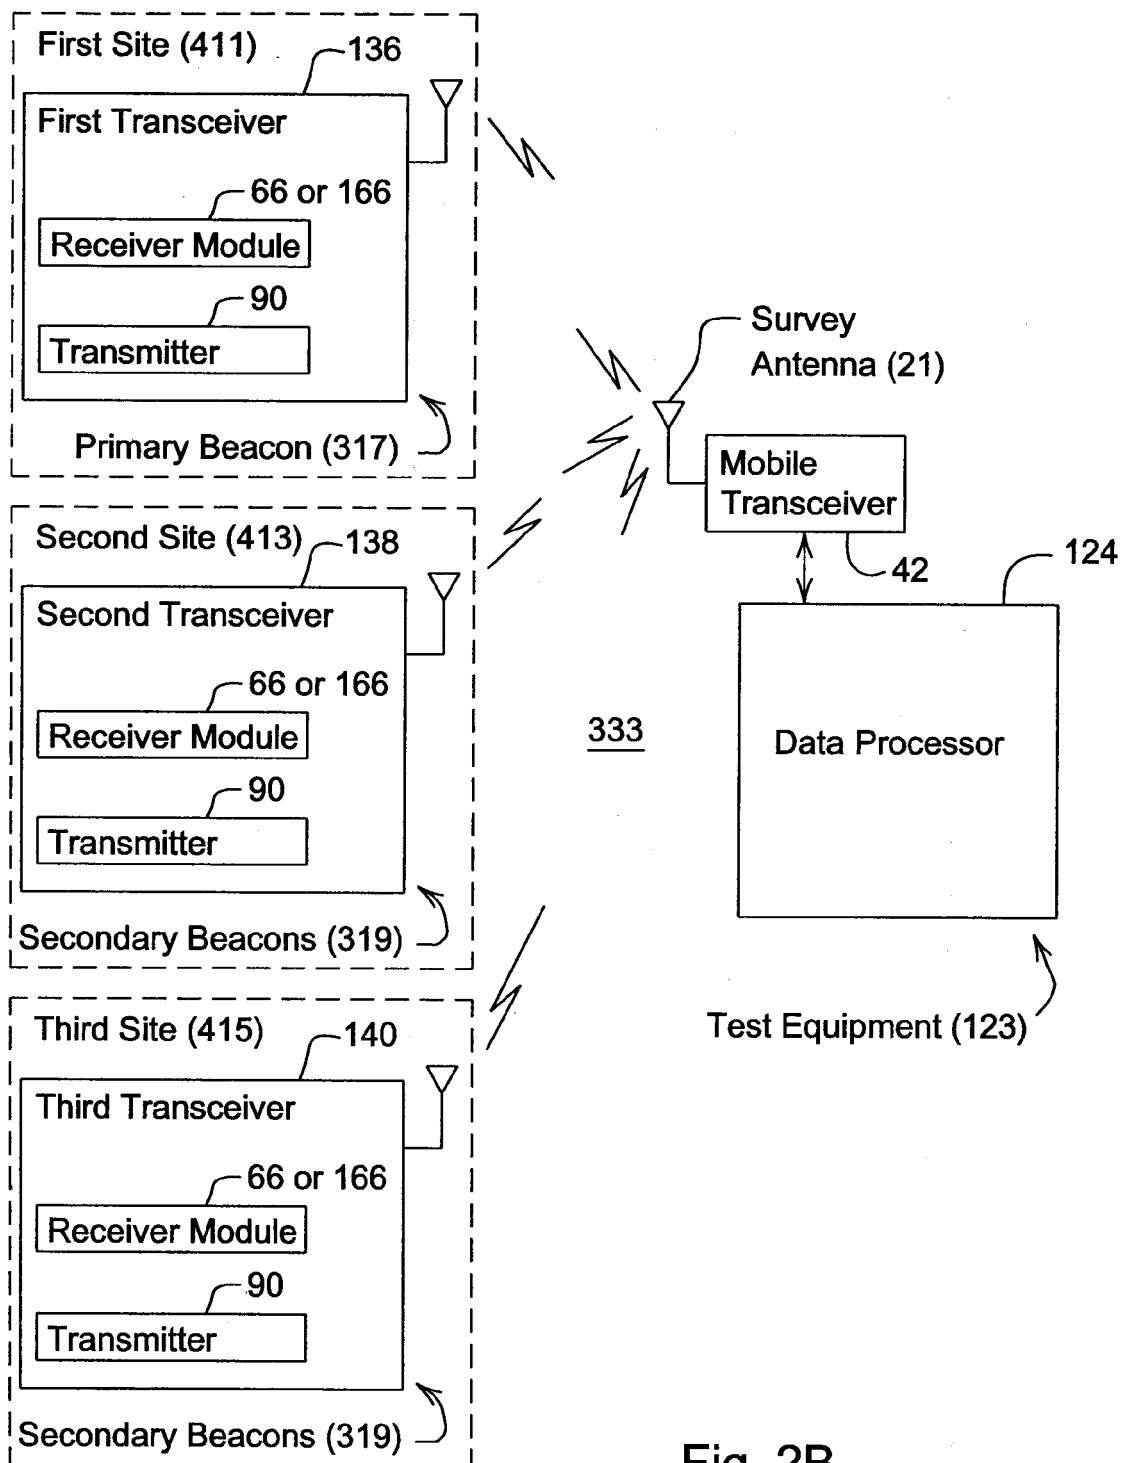 First Site (411)
136
First Transceiver
66 or 166
Receiver Module
90
Transmitter
Primary Beacon (317)
Second Site (413)
138
Second Transceiver
66 or 166
Receiver Module
90
Transmitter
Secondary Beacons (319)
Third Site (415)
140
Third Transceiver
66 or 166
Receiver Module
90
Transmitter
Secondary Beacons (319)
Survey
Antenna (21)
Mobile
Transceiver
42
124
333
Data Processor
Test Equipment (123)
Fig. 2B